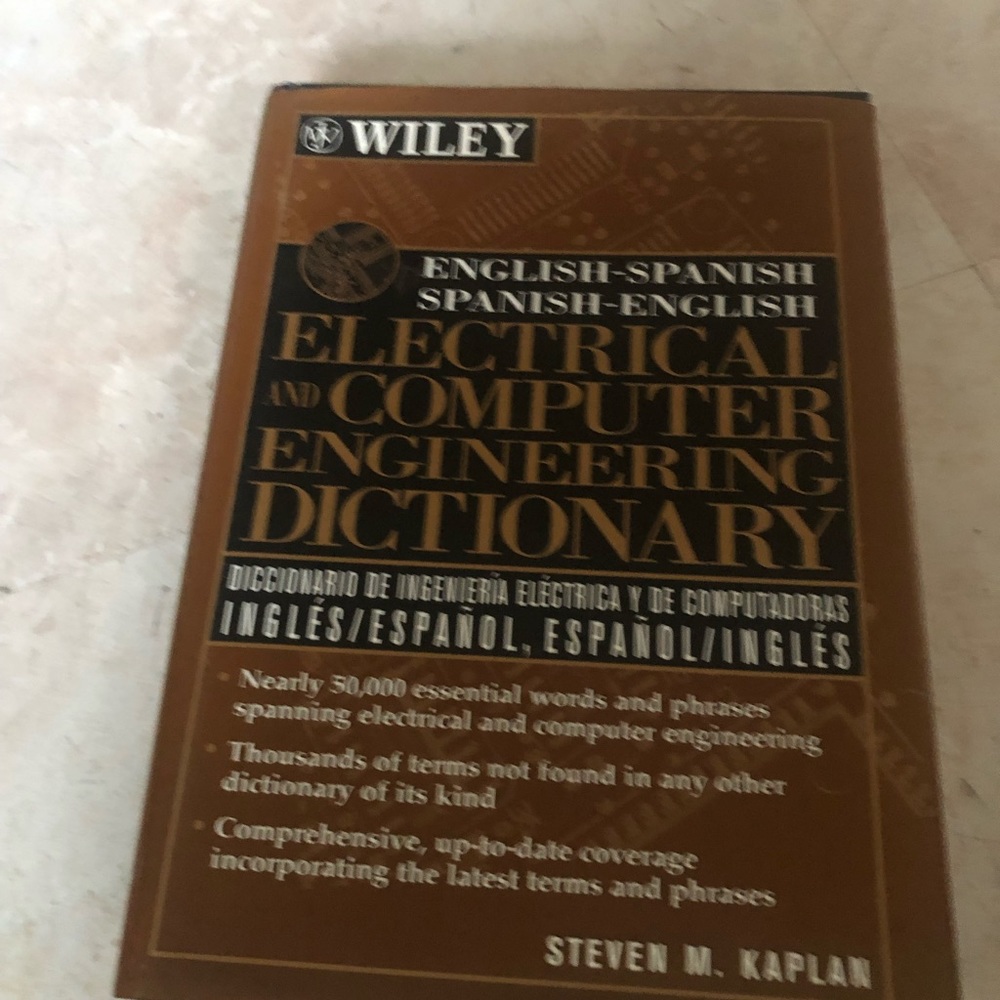 WILEY
ENGLISH-SPANISH
SPANISH-ENGLISH
ELECTRICAL
AND COMPUTER
ENGINEERING
DICTIONARY
DICCIONARIO DE INGENIERÍA ELÉCTRICA Y DE COMPUTADORAS
INGLÉS/ESPAÑOL, ESPAÑOL/INGLÉS
• Nearly 50,000 essential words and phrases
spanning electrical and computer engineering
• Thousands of terms not found in any other
dictionary of its kind
• Comprehensive, up-to-date coverage
incorporating the latest terms and phrases
STEVEN M. KAPLAN